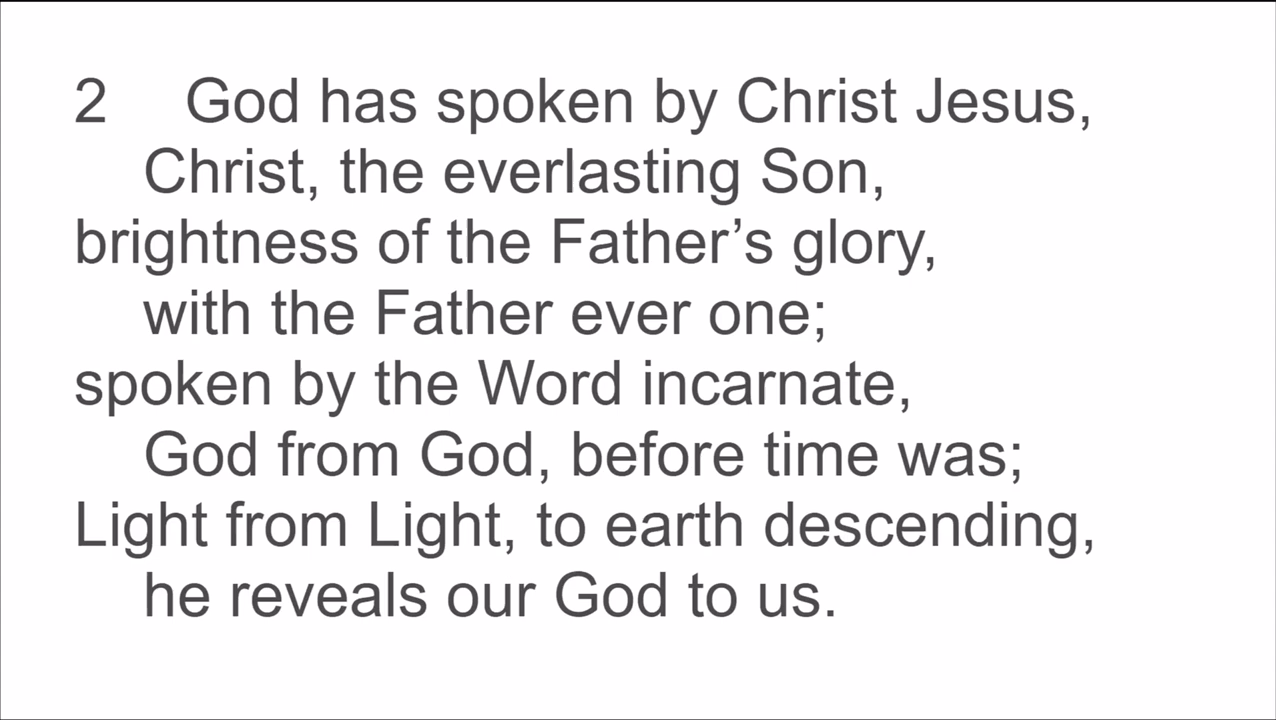 2 God has spoken by Christ Jesus,
Christ, the everlasting Son,
brightness of the Father’s glory,
with the Father ever one;
spoken by the Word incarnate,
God from God, before time was;
Light from Light, to earth descending,
he reveals our God to us.